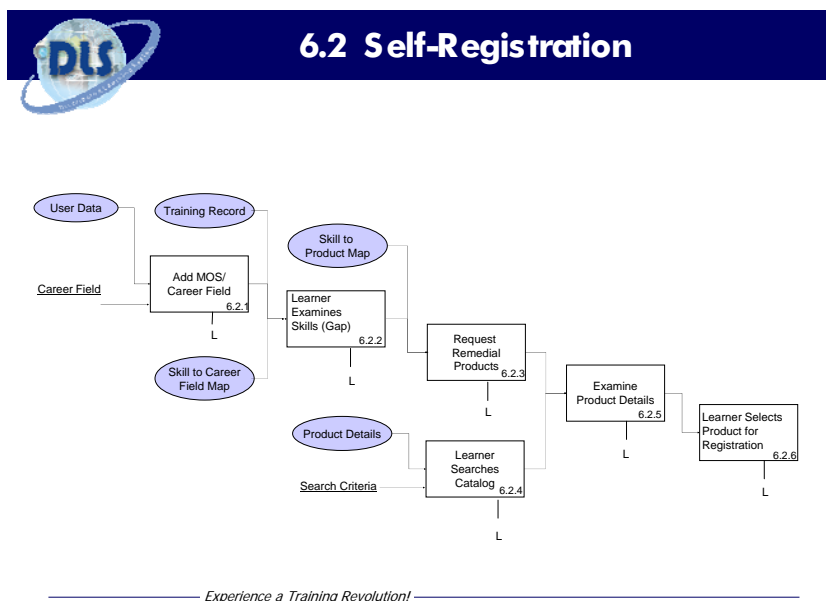 DLS
6.2 Self-Registration
User Data
Training Record
Skill to
Product Map
Add MOS/
Career Field
6.2.1
Career Field
L
Learner
Examines
Skills (Gap)
6.2.2
L
Skill to Career
Field Map
Request
Remedial
Products
6.2.3
L
Examine
Product Details
6.2.5
L
Learner Selects
Product for
Registration
6.2.6
L
Product Details
Learner
Searches
Catalog
6.2.4
Search Criteria
L
Experience a Training Revolution!